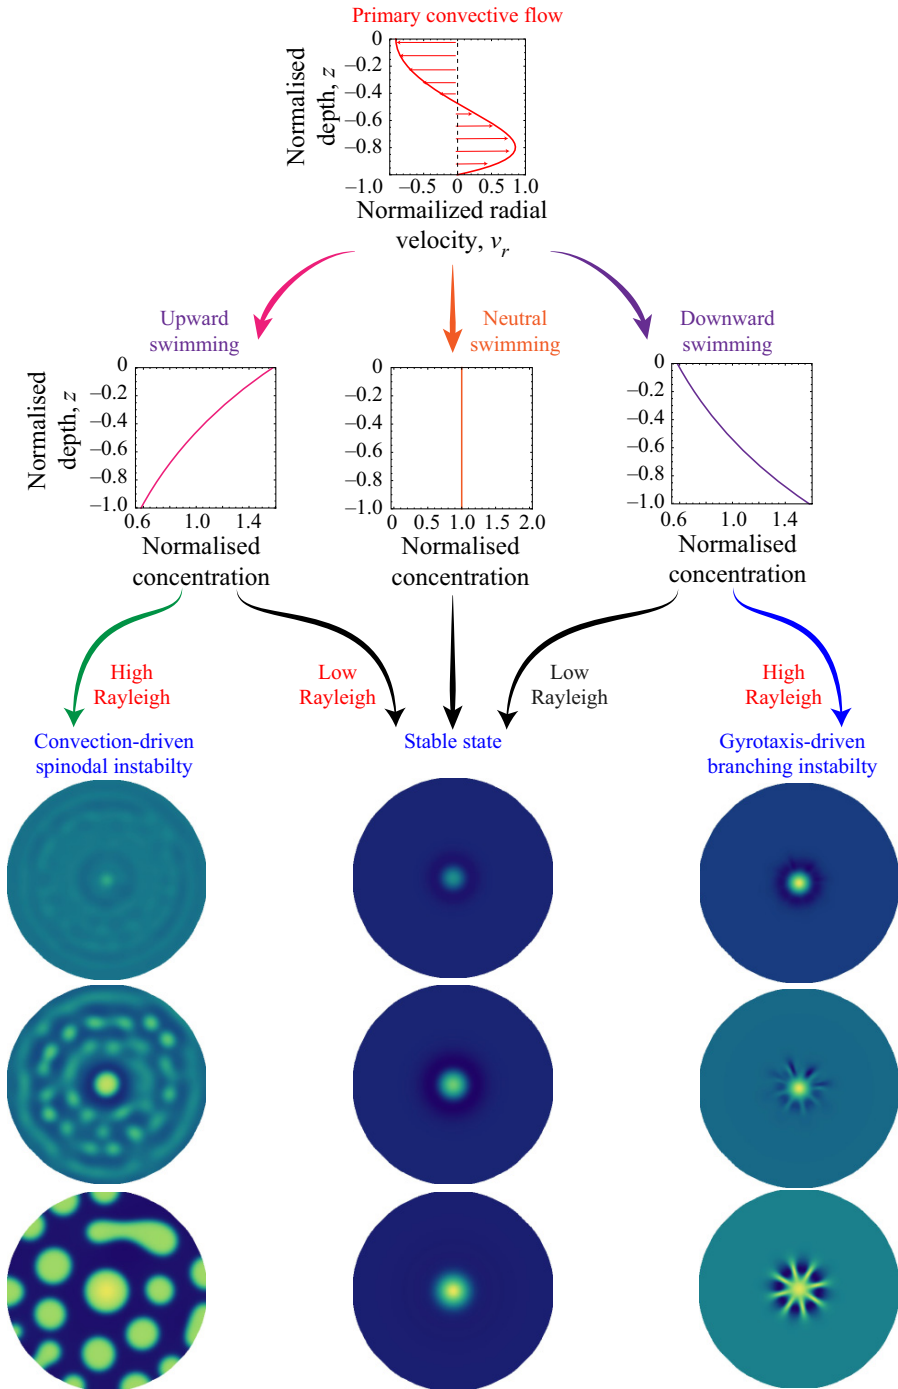 Primary convective flow
Normalised
depth, z
0
–0.2
–0.4
–0.6
–0.8
–1.0
–1.0 –0.5 0 0.5 1.0
Normailized radial
velocity, v_r
Upward
swimming
Neutral
swimming
Downward
swimming
Normalised
depth, z
0
–0.2
–0.4
–0.6
–0.8
–1.0
0.6 1.0 1.4
Normalised
concentration
0
–0.2
–0.4
–0.6
–0.8
–1.0
0 0.5 1.0 1.5 2.0
Normalised
concentration
0
–0.2
–0.4
–0.6
–0.8
–1.0
0.6 1.0 1.4
Normalised
concentration
High
Rayleigh
Low
Rayleigh
Low
Rayleigh
High
Rayleigh
Convection-driven
spinodal instabilty
Stable state
Gyrotaxis-driven
branching instabilty